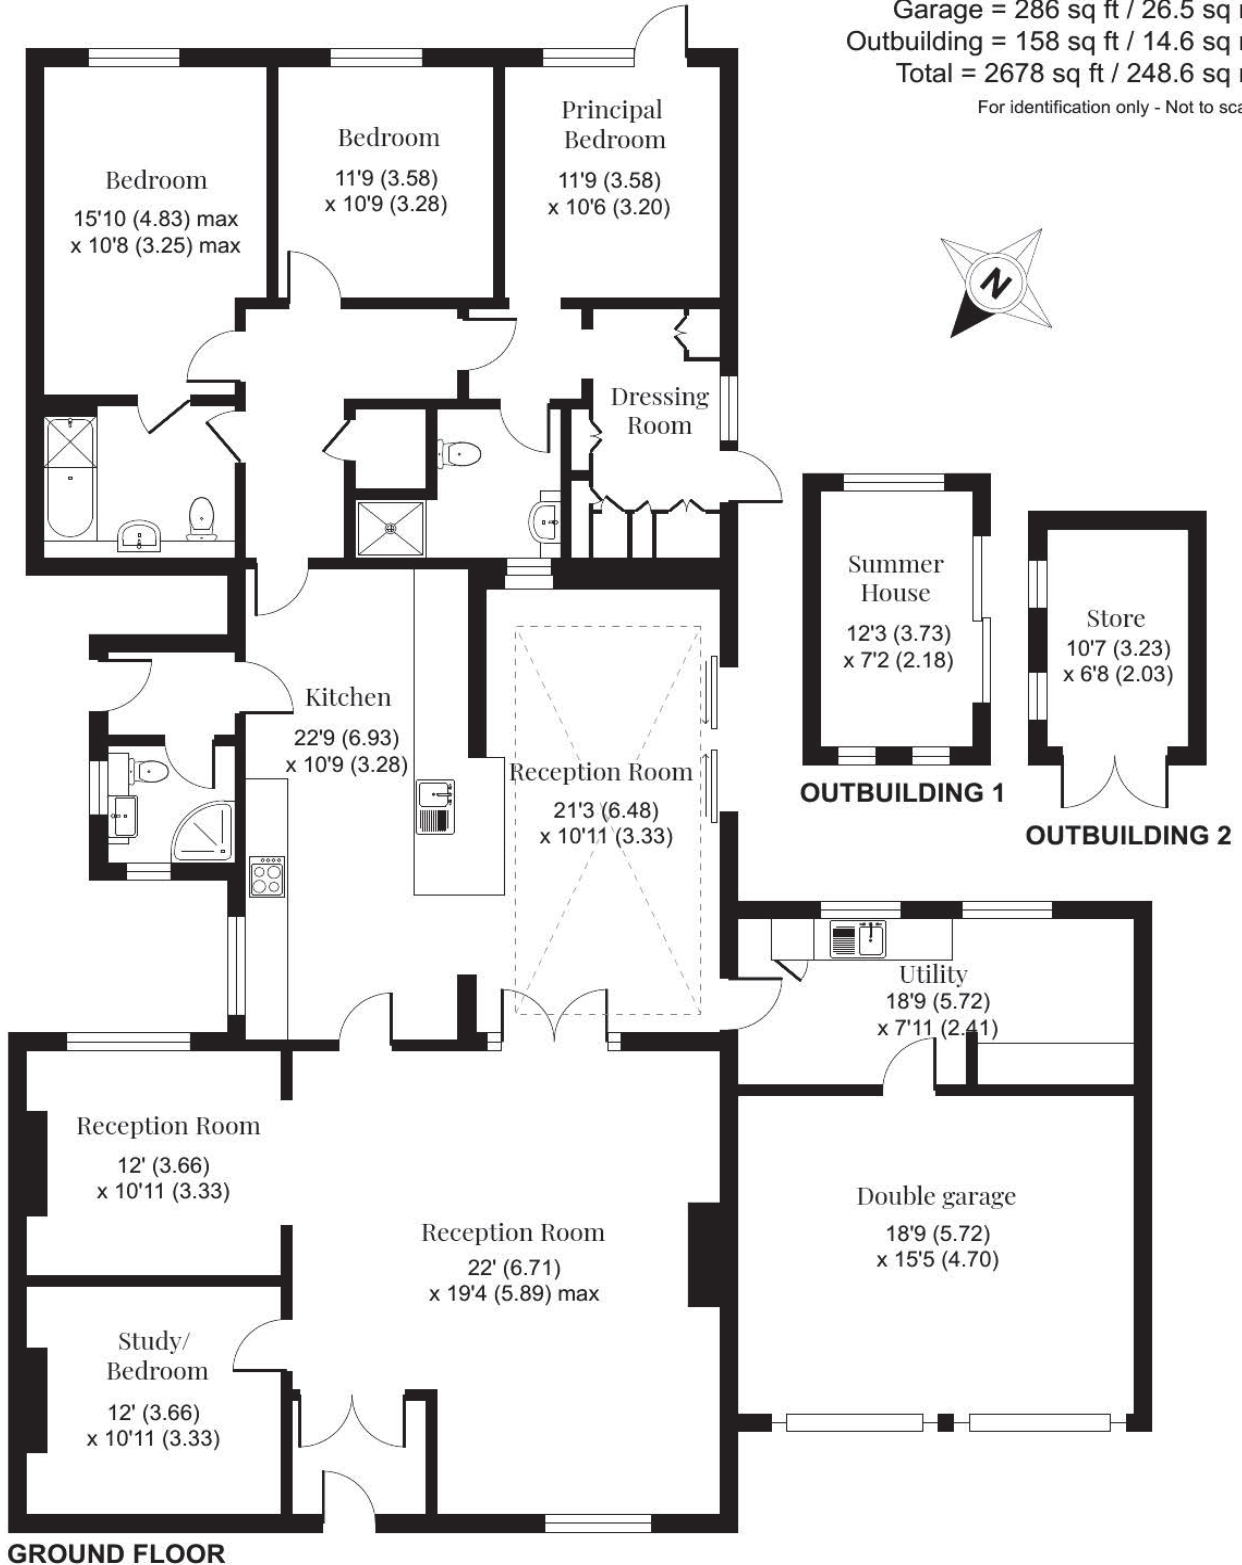 Garage = 286 sq ft / 26.5 sq
Outbuilding = 158 sq ft / 14.6 sq
Total = 2678 sq ft / 248.6 sq
For identification only - Not to
Principal
Bedroom
11'9 (3.58)
x 10'6 (3.20)
Bedroom
11'9 (3.58)
x 10'9 (3.28)
Bedroom
15'10 (4.83) max
x 10'8 (3.25) max
N
Dressing
Room
Summer
House
12'3 (3.73)
x 7'2 (2.18)
OUTBUILDING 1
Store
10'7 (3.23)
x 6'8 (2.03)
OUTBUILDING 2
Kitchen
22'9 (6.93)
x 10'9 (3.28)
Reception Room
21'3 (6.48)
x 10'11 (3.33)
Utility
18'9 (5.72)
x 7'11 (2.41)
Reception Room
12' (3.66)
x 10'11 (3.33)
Reception Room
22' (6.71)
x 19'4 (5.89) max
Double garage
18'9 (5.72)
x 15'5 (4.70)
Study/
Bedroom
12' (3.66)
x 10'11 (3.33)
GROUND FLOOR